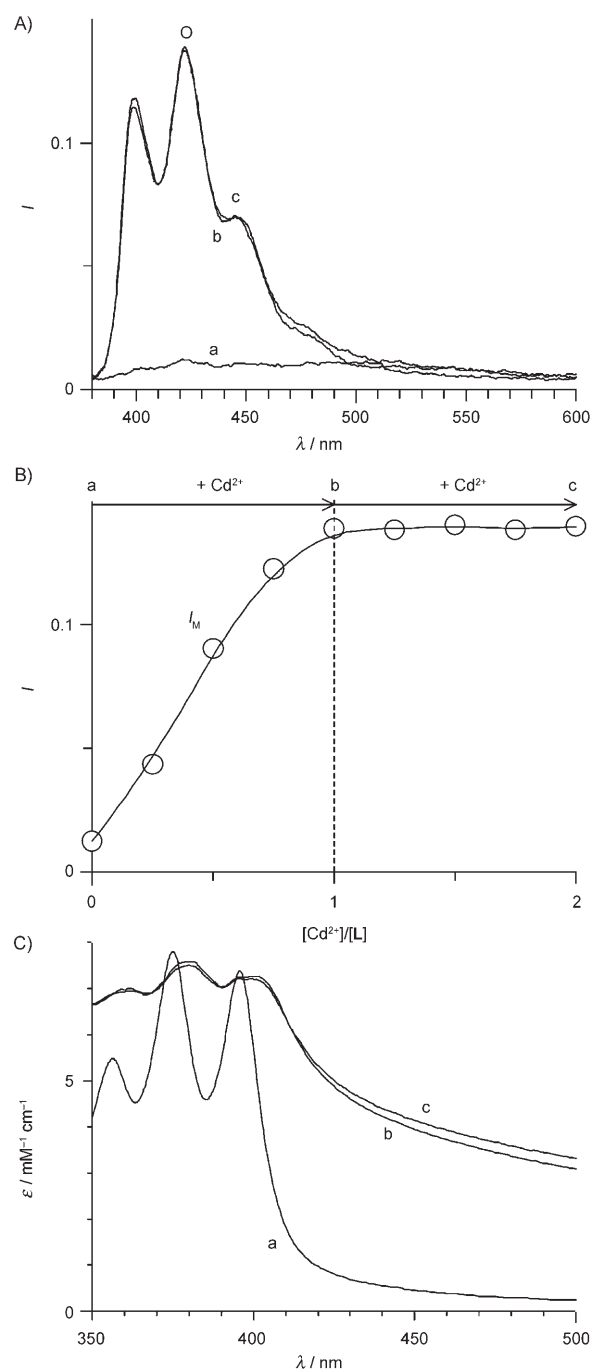 A)
O
0.1
I
c
b
a
0
400 450 500 550 600
λ / nm
B)
a + Cd²⁺ b + Cd²⁺ c
I_M
0.1
I
0
0 1 2
[Cd²⁺]/[L]
C)
5
ε / mM⁻¹ cm⁻¹
c
b
a
0
350 400 450 500
λ / nm